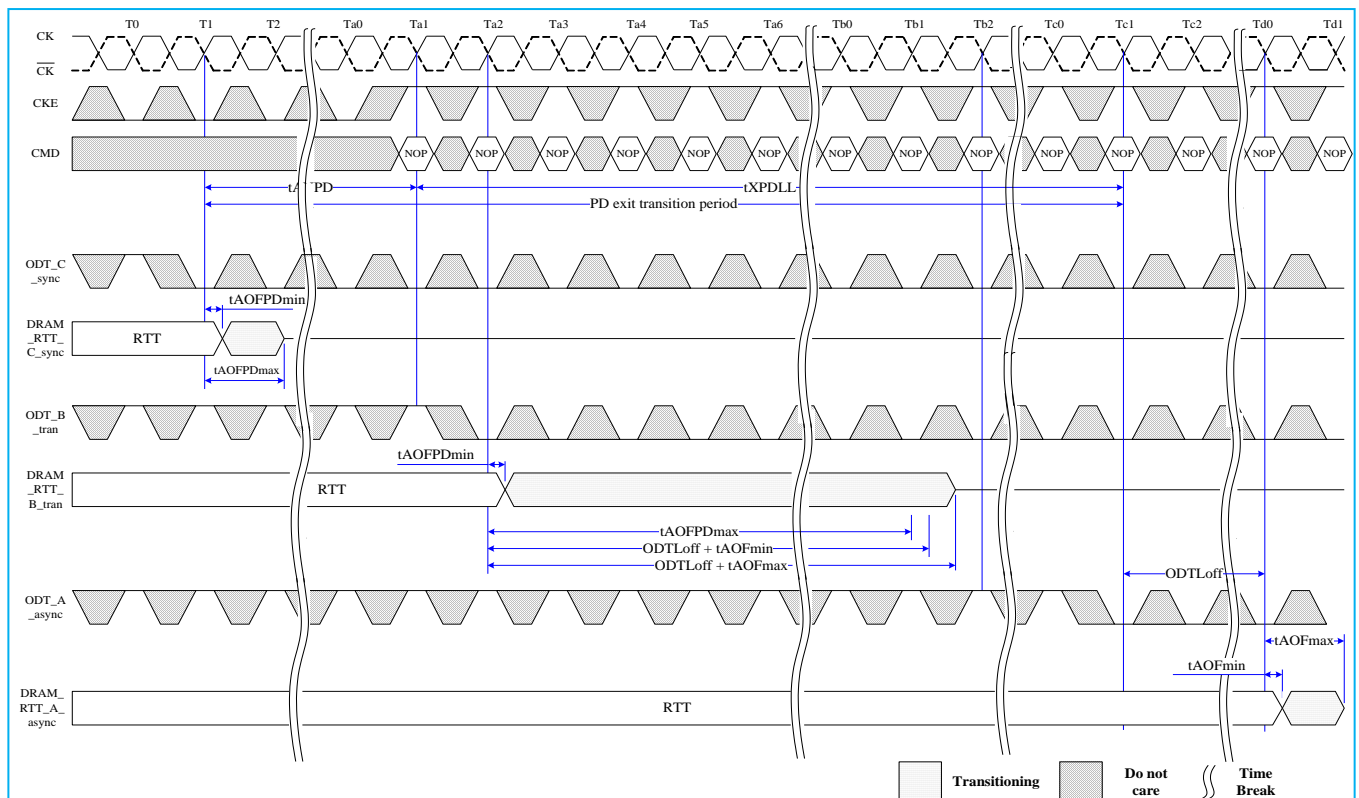 T0 T1 T2 Ta0 Ta1 Ta2 Ta3 Ta4 Ta5 Ta6 Tb0 Tb1 Tb2 Tc0 Tc1 Tc2 Td0 Td1
CK
CK
CKE
CMD
NOP NOP NOP NOP NOP NOP NOP NOP NOP NOP NOP NOP NOP NOP
tXPDLL
PD exit transition period
ODT_C
_sync
tAOFPDmin
DRAM
_RTT_
C_sync
RTT
tAOFPDmax
ODT_B
_tran
tAOFPDmin
DRAM
_RTT_
B_tran
RTT
tAOFPDmax
ODTLoff + tAOFmin
ODTLoff + tAOFmax
ODTLoff
ODT_A
_async
tAOFmax
tAOFmin
DRAM_
RTT_A_
async
RTT
Transitioning
Do not
care
Time
Break